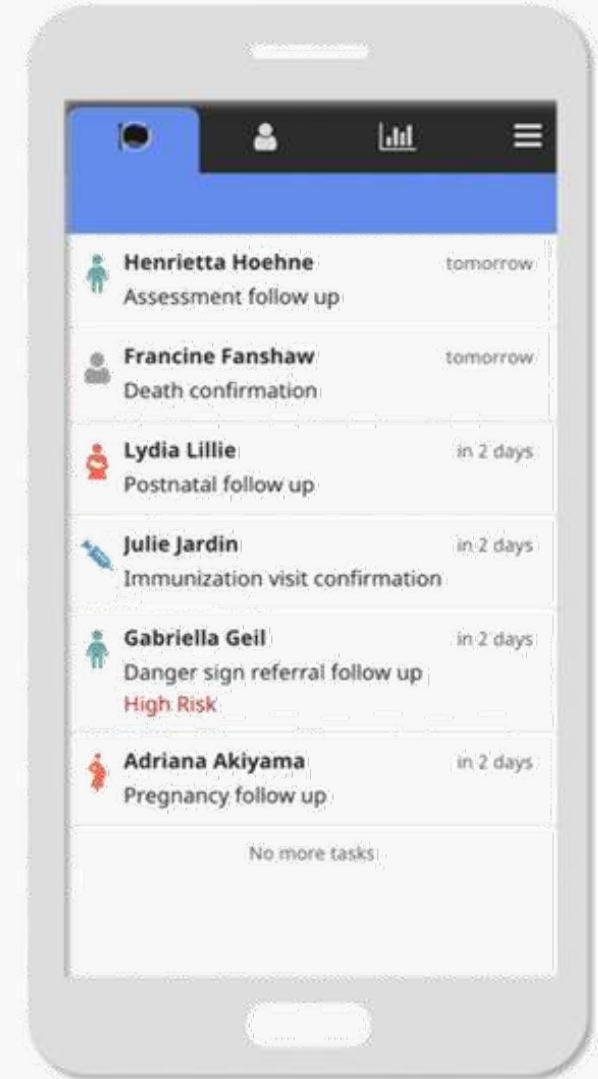 Henrietta Hoehne tomorrow
Assessment follow up
Francine Fanshaw tomorrow
Death confirmation
Lydia Lillie in 2 days
Postnatal follow up
Julie Jardin in 2 days
Immunization visit confirmation
Gabriella Geil in 2 days
Danger sign referral follow up
High Risk
Adriana Akiyama in 2 days
Pregnancy follow up
No more tasks